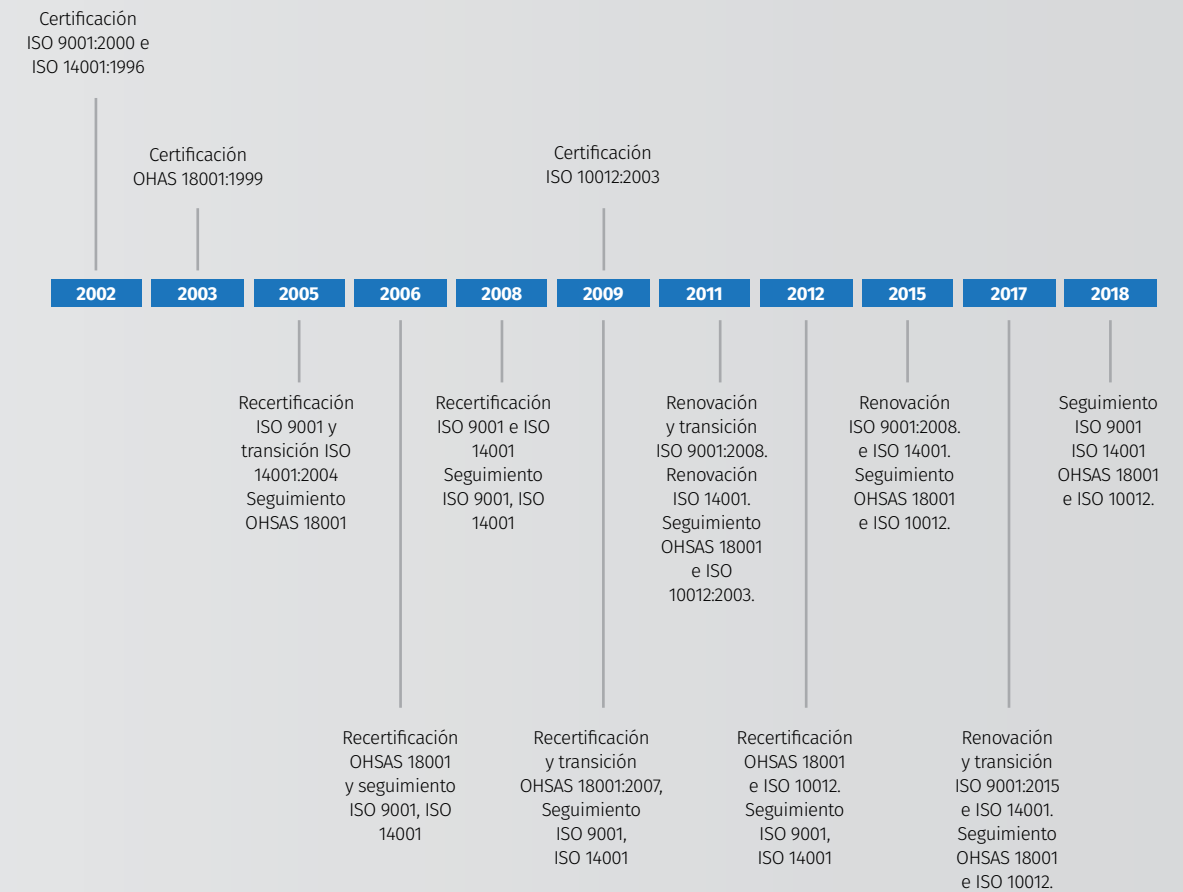 Certificación
ISO 9001:2000 e
ISO 14001:1996
Certificación
OHAS 18001:1999
Certificación
ISO 10012:2003
2002
2003
2005
2006
2008
2009
2011
2012
2015
2017
2018
Recertificación
ISO 9001 y
transición ISO
14001:2004
Seguimiento
OHSAS 18001
Recertificación
ISO 9001 e ISO
14001
Seguimiento
ISO 9001, ISO
14001
Renovación
y transición
ISO 9001:2008.
Renovación
ISO 14001.
Seguimiento
OHSAS 18001
e ISO
10012:2003.
Renovación
ISO 9001:2008.
e ISO 14001.
Seguimiento
OHSAS 18001
e ISO 10012.
Seguimiento
ISO 9001
ISO 14001
OHSAS 18001
e ISO 10012.
Recertificación
OHSAS 18001
y seguimiento
ISO 9001, ISO
14001
Recertificación
y transición
OHSAS 18001:2007,
Seguimiento
ISO 9001,
ISO 14001
Recertificación
OHSAS 18001
e ISO 10012.
Seguimiento
ISO 9001,
ISO 14001
Renovación
y transición
ISO 9001:2015
e ISO 14001.
Seguimiento
OHSAS 18001
e ISO 10012.